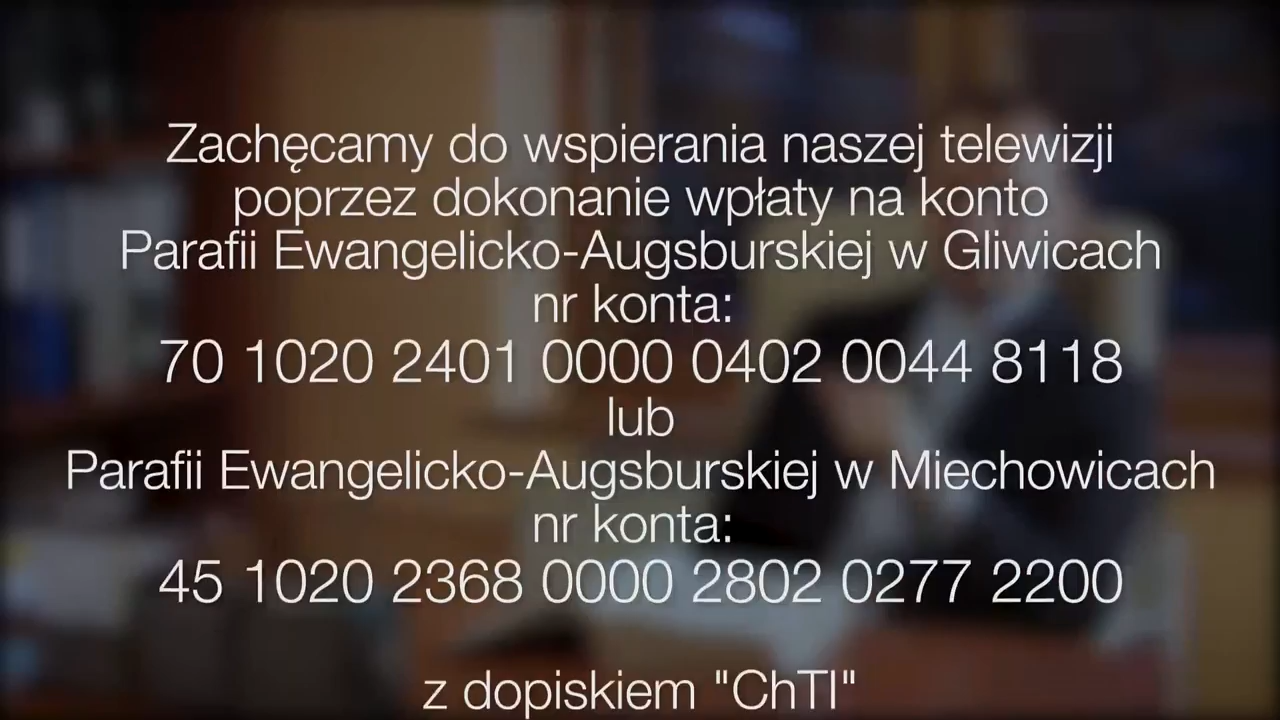 Zachęcamy do wspierania naszej telewizji
poprzez dokonanie wpłaty na konto
Parafii Ewangelicko-Augsburskiej w Gliwicach
nr konta:
70 1020 2401 0000 0402 0044 8118
lub
Parafii Ewangelicko-Augsburskiej w Miechowicach
nr konta:
45 1020 2368 0000 2802 0277 2200
z dopiskiem "ChTI"